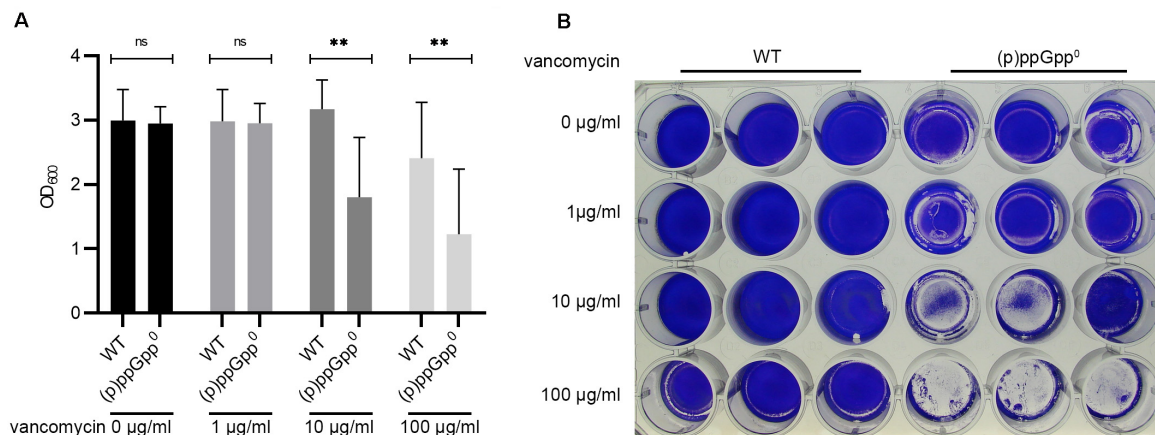 A
ns
ns
**
**
4
3
2
1
0
OD600
WT
(p)ppGpp0
WT
(p)ppGpp0
WT
(p)ppGpp0
WT
(p)ppGpp0
vancomycin 0 µg/ml 1 µg/ml 10 µg/ml 100 µg/ml
B
vancomycin
WT
(p)ppGpp0
0 µg/ml
1µg/ml
10 µg/ml
100 µg/ml